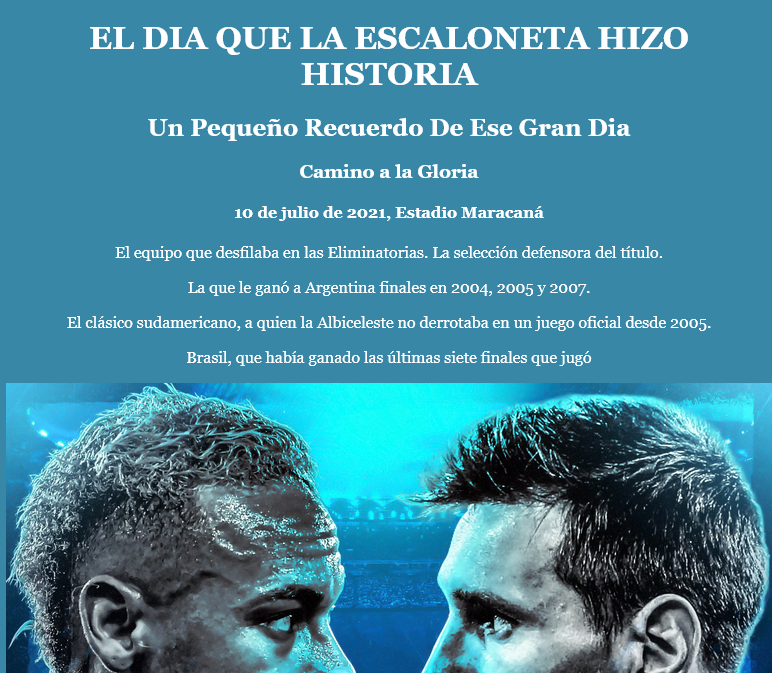 EL DIA QUE LA ESCALONETA HIZO
HISTORIA
Un Pequeño Recuerdo De Ese Gran Dia
Camino a la Gloria
10 de julio de 2021, Estadio Maracaná
El equipo que desfilaba en las Eliminatorias. La selección defensora del título.
La que le ganó a Argentina finales en 2004, 2005 y 2007.
El clásico sudamericano, a quien la Albiceleste no derrotaba en un juego oficial desde 2005.
Brasil, que había ganado las últimas siete finales que jugó